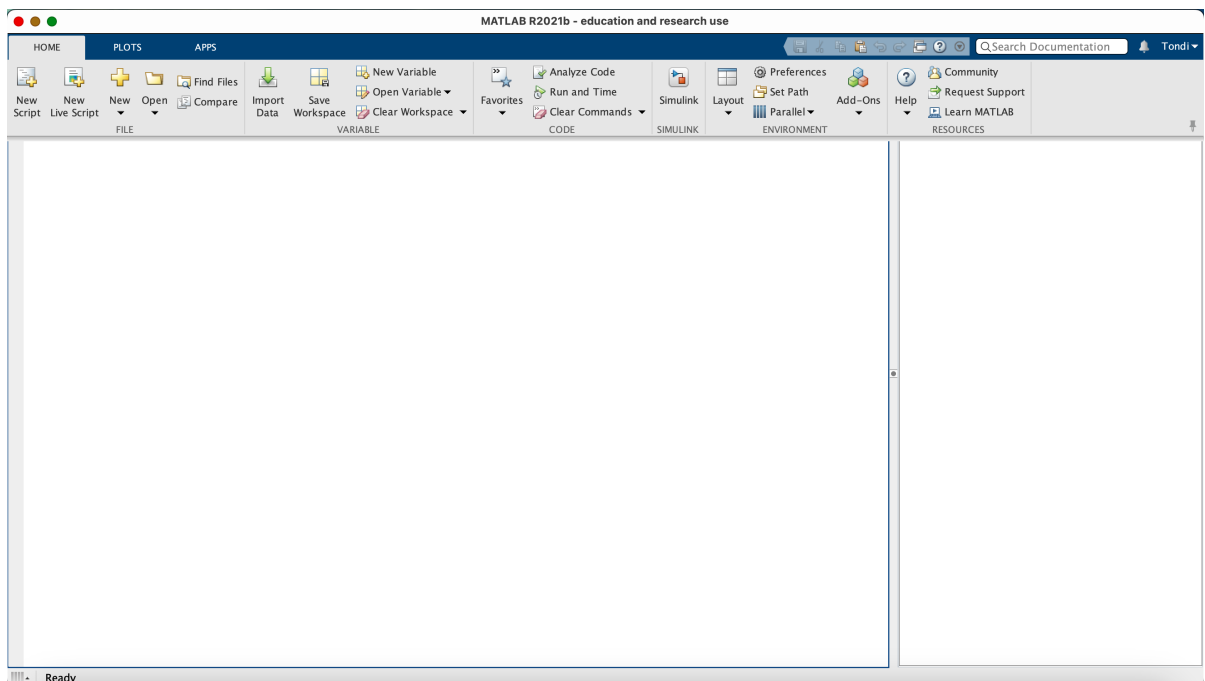 MATLAB R2021b - education and research use
HOME PLOTS APPS Search Documentation Tondi
New Script
New Live Script
New
Open
Find Files
Compare
FILE
Import Data
Save Workspace
New Variable
Open Variable
Clear Workspace
VARIABLE
Favorites
Analyze Code
Run and Time
Clear Commands
CODE
Simulink
SIMULINK
Layout
Preferences
Set Path
Parallel
Add-Ons
ENVIRONMENT
Help
Community
Request Support
Learn MATLAB
RESOURCES
Ready